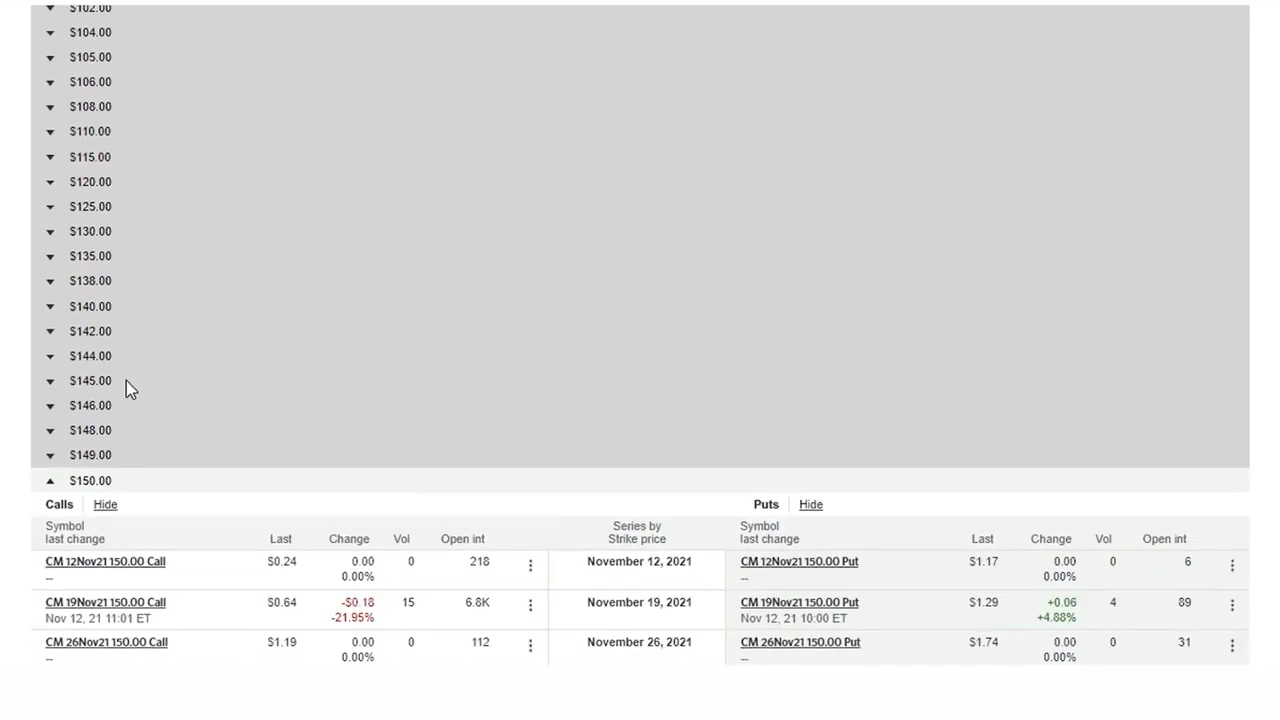 $102.00
$104.00
$105.00
$106.00
$108.00
$110.00
$115.00
$120.00
$125.00
$130.00
$135.00
$138.00
$140.00
$142.00
$144.00
$145.00
$146.00
$148.00
$149.00
$150.00
Calls Hide Puts Hide
Symbol Series by Symbol
last change Last Change Vol Open int Strike price last change Last Change Vol Open int
CM 12Nov21 150.00 Call $0.24 0.00 0 218 November 12, 2021 CM 12Nov21 150.00 Put $1.17 0.00 0 6
-- 0.00% -- 0.00%
CM 19Nov21 150.00 Call $0.64 -$0.18 15 6.8K November 19, 2021 CM 19Nov21 150.00 Put $1.29 +0.06 4 89
Nov 12, 21 11:01 ET -21.95% Nov 12, 21 10:00 ET +4.88%
CM 26Nov21 150.00 Call $1.19 0.00 0 112 November 26, 2021 CM 26Nov21 150.00 Put $1.74 0.00 0 31
-- 0.00% -- 0.00%